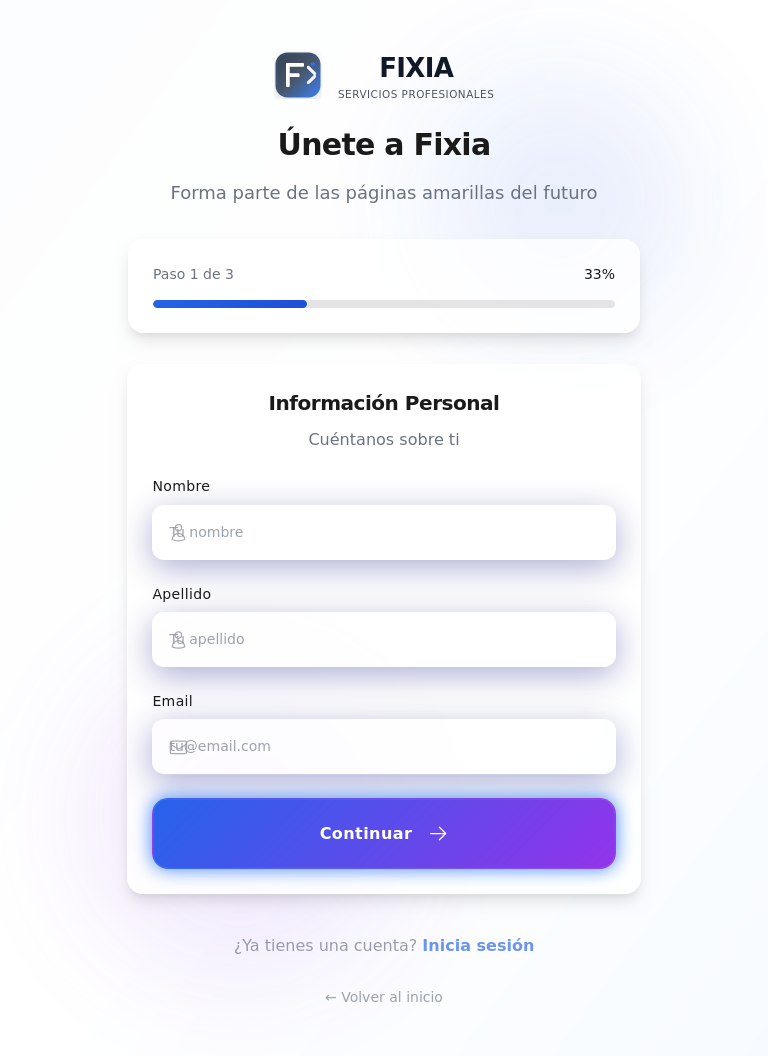 FIXIA
SERVICIOS PROFESIONALES
Únete a Fixia
Forma parte de las páginas amarillas del futuro
Paso 1 de 3
33%
Información Personal
Cuéntanos sobre ti
Nombre
Tu nombre
Apellido
Tu apellido
Email
tu@email.com
Continuar →
¿Ya tienes una cuenta? Inicia sesión
← Volver al inicio